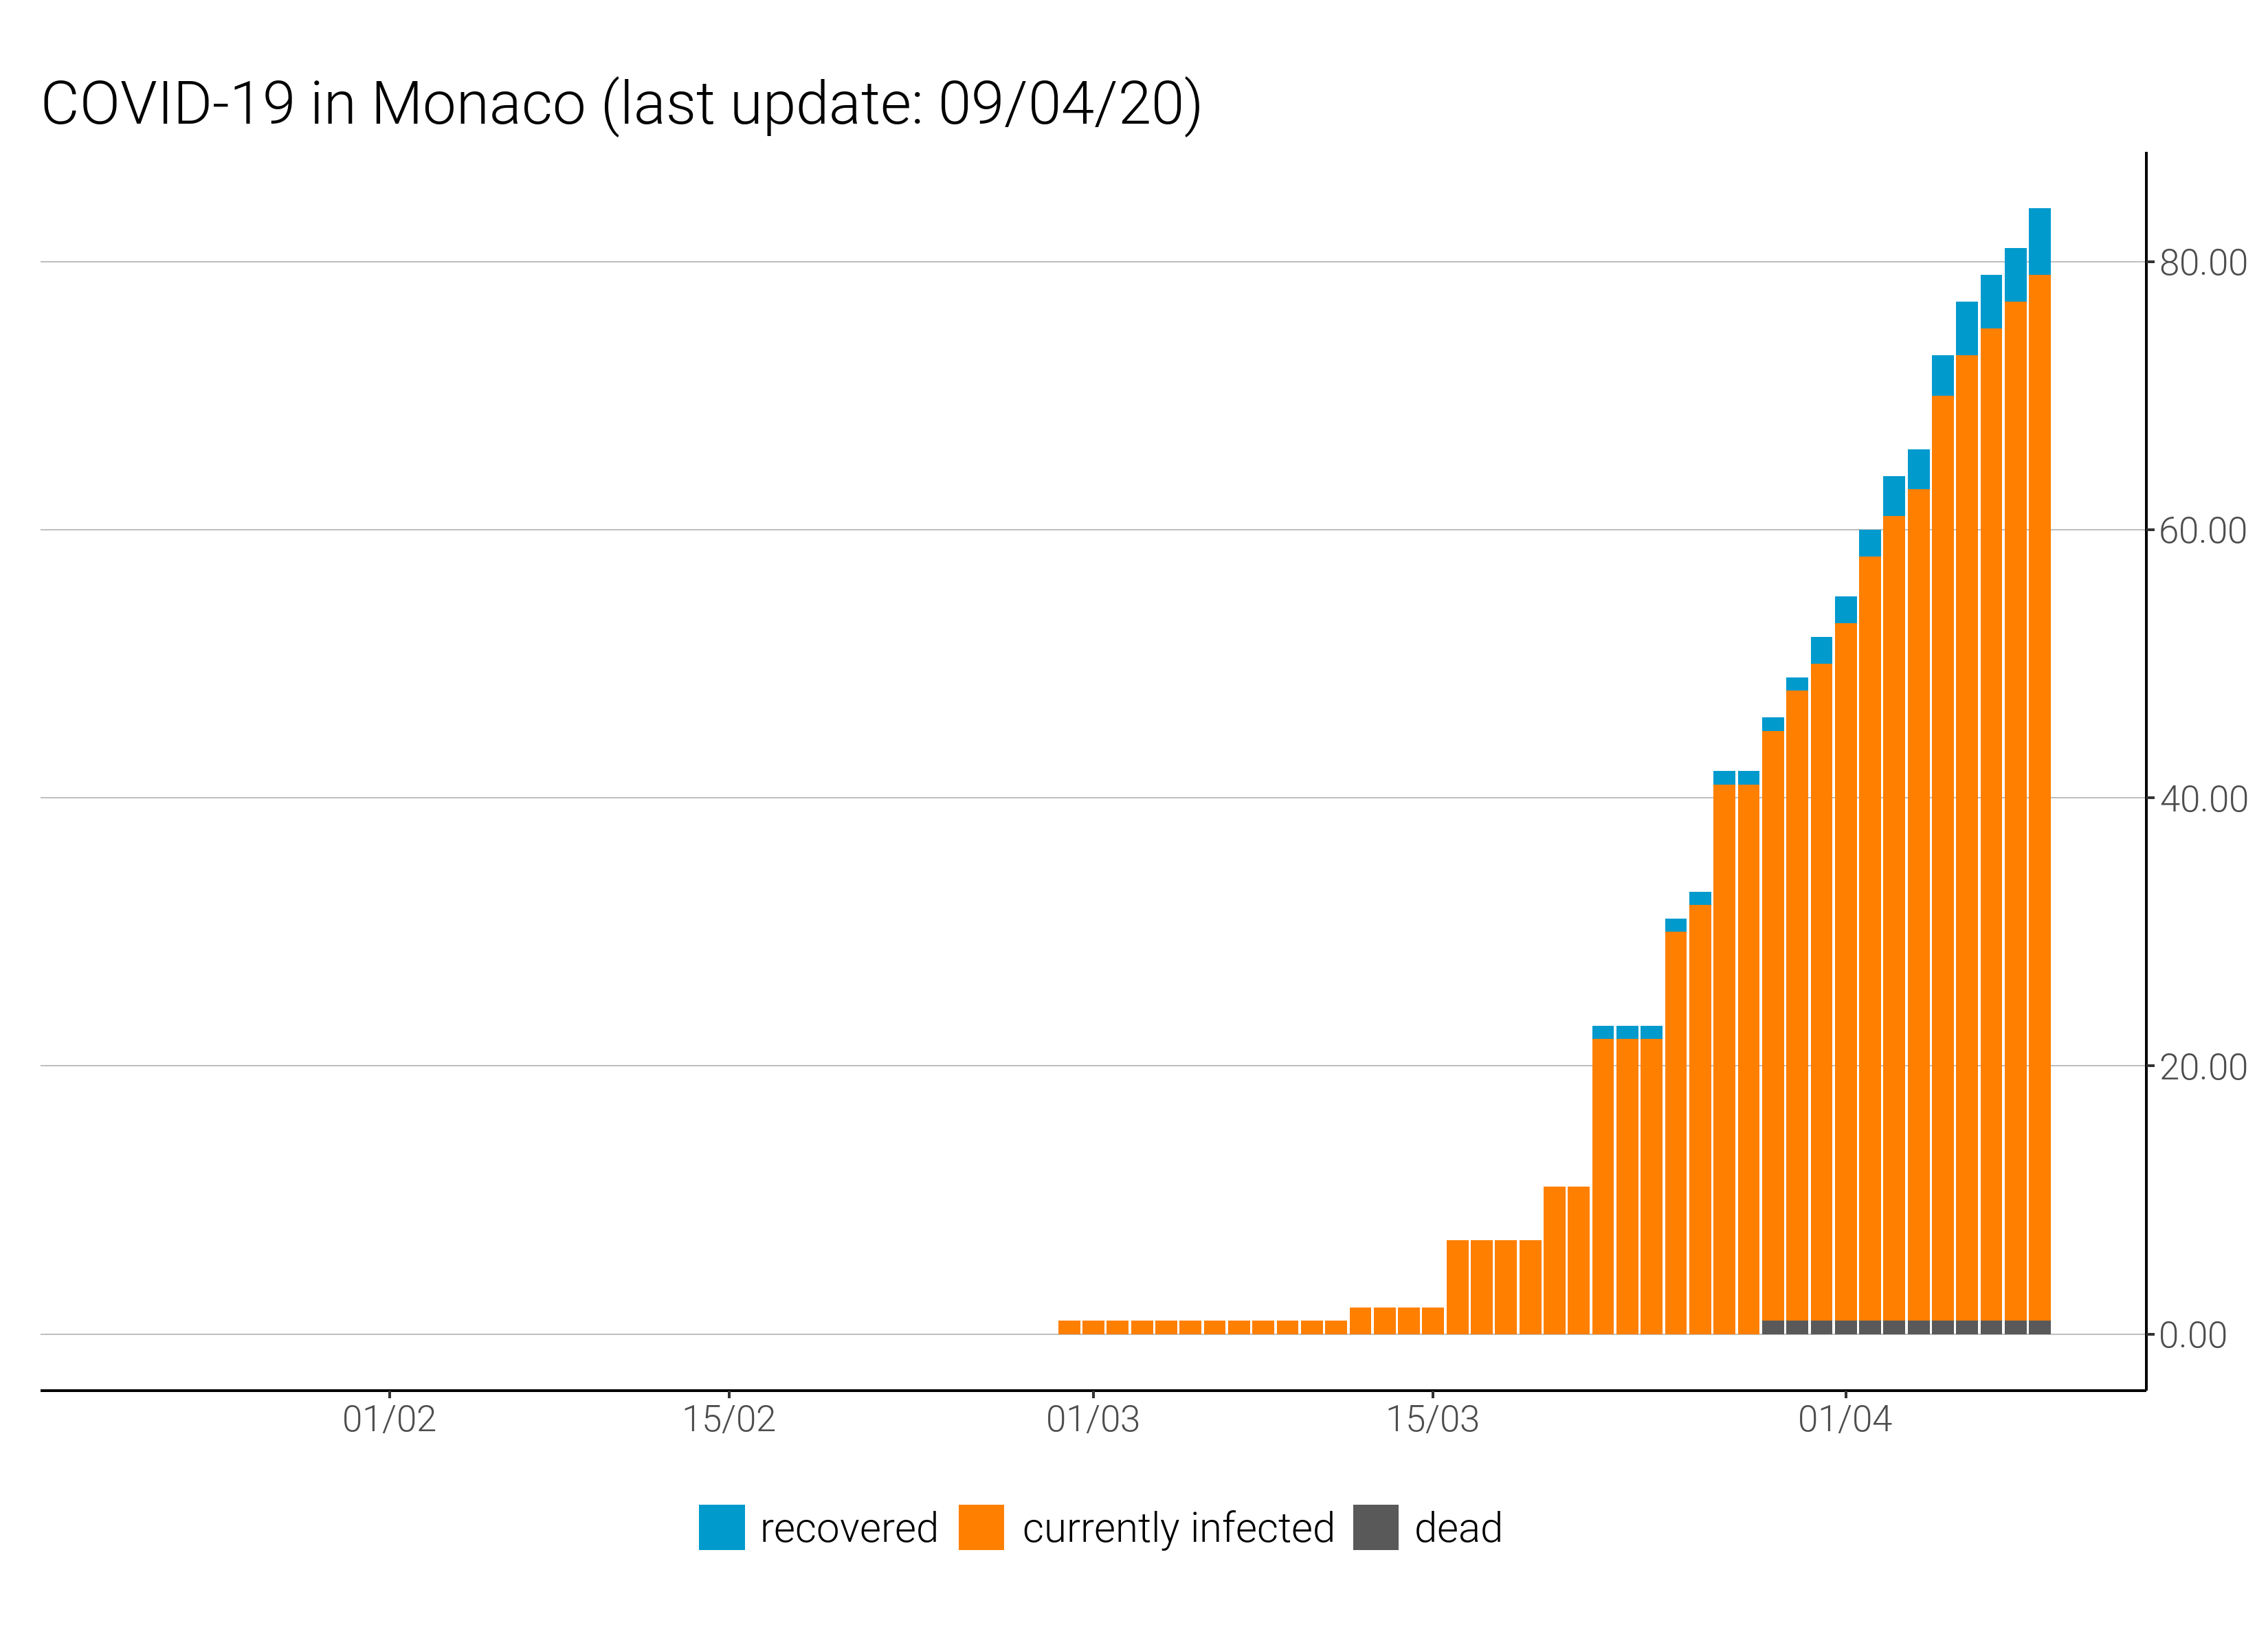 COVID-19 in Monaco (last update: 09/04/20)
80.00
60.00
40.00
20.00
0.00
01/02 15/02 01/03 15/03 01/04
recovered currently infected dead